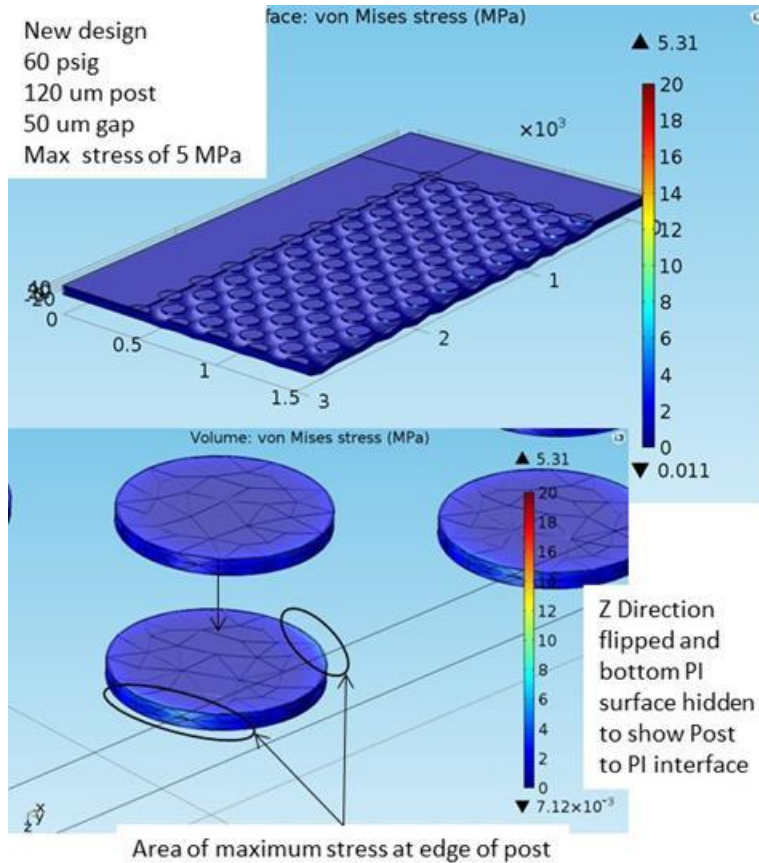 New design
60 psig
120 um post
50 um gap
Max stress of 5 MPa
face: von Mises stress (MPa)
▲ 5.31
×10³
20
18
16
14
12
10
8
6
4
2
0
▼ 0.011
0
0.5
1
1.5
3
2
1
Volume: von Mises stress (MPa)
▲ 5.31
20
18
16
14
12
10
8
6
4
2
0
▼ 7.12×10⁻³
Z Direction
flipped and
bottom PI
surface hidden
to show Post
to PI interface
x
y
z
Area of maximum stress at edge of post